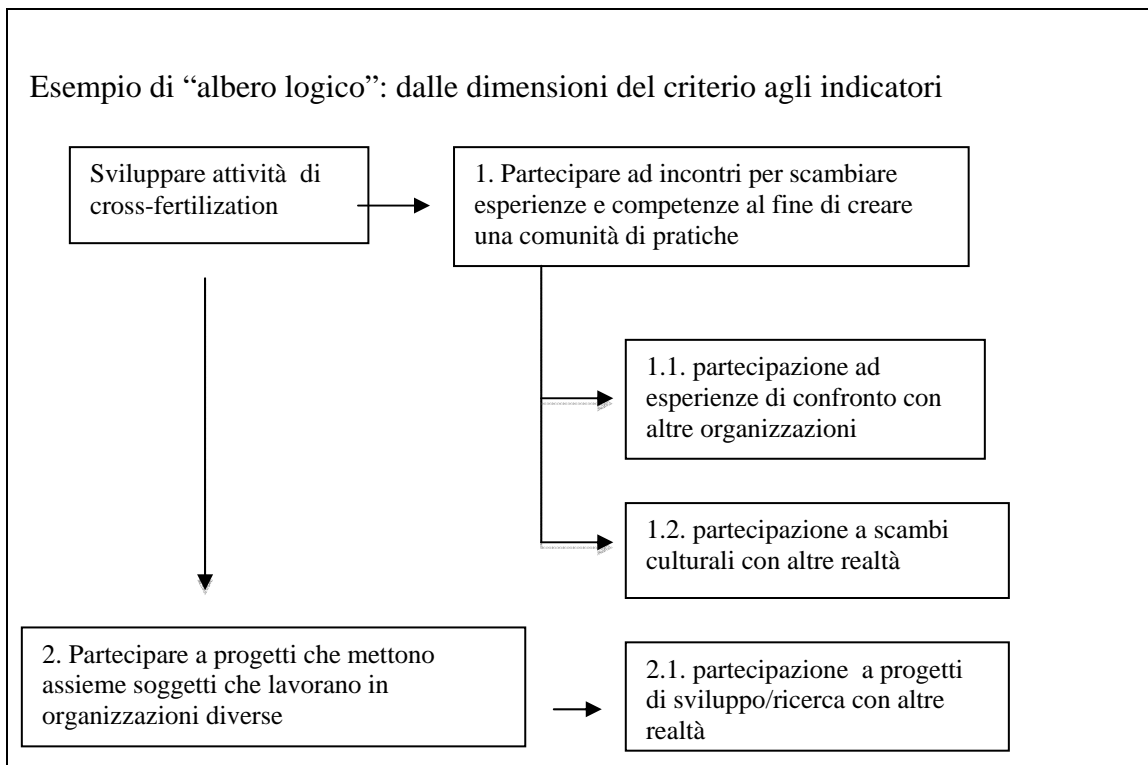 Esempio di “albero logico”: dalle dimensioni del criterio agli indicatori
Sviluppare attività di
cross-fertilization
1. Partecipare ad incontri per scambiare
esperienze e competenze al fine di creare
una comunità di pratiche
1.1. partecipazione ad
esperienze di confronto con
altre organizzazioni
1.2. partecipazione a scambi
culturali con altre realtà
2. Partecipare a progetti che mettono
assieme soggetti che lavorano in
organizzazioni diverse
2.1. partecipazione a progetti
di sviluppo/ricerca con altre
realtà